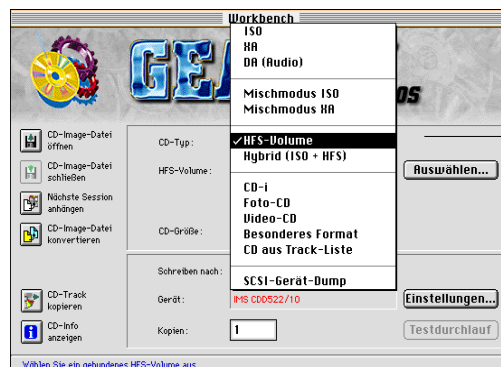 Workbench
GEA
OS
ISO
XA
DA (Audio)
Mischmodus ISO
Mischmodus XA
✓HFS-Volume
Hybrid (ISO + HFS)
CD-i
Foto-CD
Video-CD
Besonderes Format
CD aus Track-Liste
SCSI-Gerät-Dump
CD-Image-Datei
öffnen
CD-Image-Datei
schließen
Nächste Session
anhängen
CD-Image-Datei
konvertieren
CD-Track
kopieren
CD-Info
anzeigen
CD-Typ:
HFS-Volume:
Auswählen...
CD-Größe:
Schreiben nach:
Gerät: IMS CDD522/10
Einstellungen...
Kopien: 1
Testdurchlauf
Wählen Sie ein gebundenes HFS-Volume aus